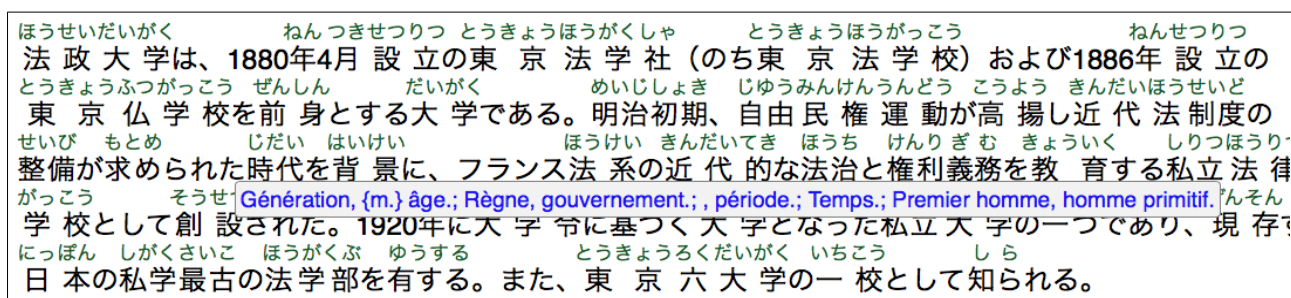 ほうせいだいがく ねん つきせつりつ とうきょうほうがくしゃ とうきょうほうがっこう ねんせつりつ
法政大学は、1880年4月設立の東京法学社（のち東京法学校）および1886年設立の
とうきょうふつがっこう ぜんしん だいがく めいじしょき じゆうみんけんうんどう こうよう きんだいほうせいど
東京仏学校を前身とする大学である。明治初期、自由民権運動が高揚し近代法制度の
せいび もとめ じだい はいけい ほうけい きんだいてき ほうち けんりぎむ きょういく しりつほうりつ
整備が求められた時代を背景に、フランス法系の近代的な法治と権利義務を教育する私立法律
がっこう そうせつ
Génération, {m.} âge.; Règne, gouvernement.; , période.; Temps.; Premier homme, homme primitif.
んそん
学校として創設された。1920年に大学令に基づく大学となった私立大学の一つであり、現存す
にっぽん しがくさいこ ほうがくぶ ゆうする とうきょうろくだいがく いちこう しら
日本の私学最古の法学部を有する。また、東京六大学の一校として知られる。